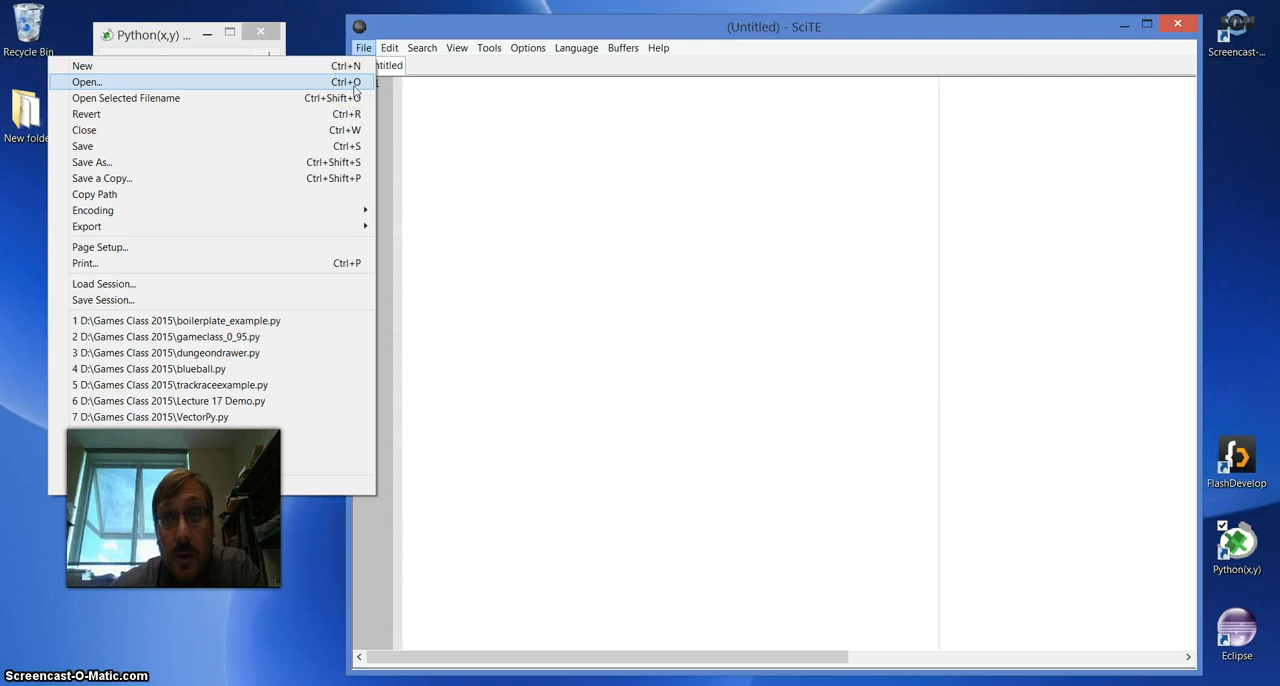 Recycle Bin
Python(x,y) ...
(Untitled) - SciTE
Screencast-...
File Edit Search View Tools Options Language Buffers Help
ntitled
1
New Ctrl+N
Open... Ctrl+O
Open Selected Filename Ctrl+Shift+O
Revert Ctrl+R
Close Ctrl+W
Save Ctrl+S
Save As... Ctrl+Shift+S
Save a Copy... Ctrl+Shift+P
Copy Path
Encoding
Export
Page Setup...
Print... Ctrl+P
Load Session...
Save Session...
1 D:\Games Class 2015\boilerplate_example.py
2 D:\Games Class 2015\gameclass_0_95.py
3 D:\Games Class 2015\dungeondrawer.py
4 D:\Games Class 2015\blueball.py
5 D:\Games Class 2015\trackraceexample.py
6 D:\Games Class 2015\Lecture 17 Demo.py
7 D:\Games Class 2015\VectorPy.py
New folde
FlashDevelop
Python(x,y)
Eclipse
Screencast-O-Matic.com